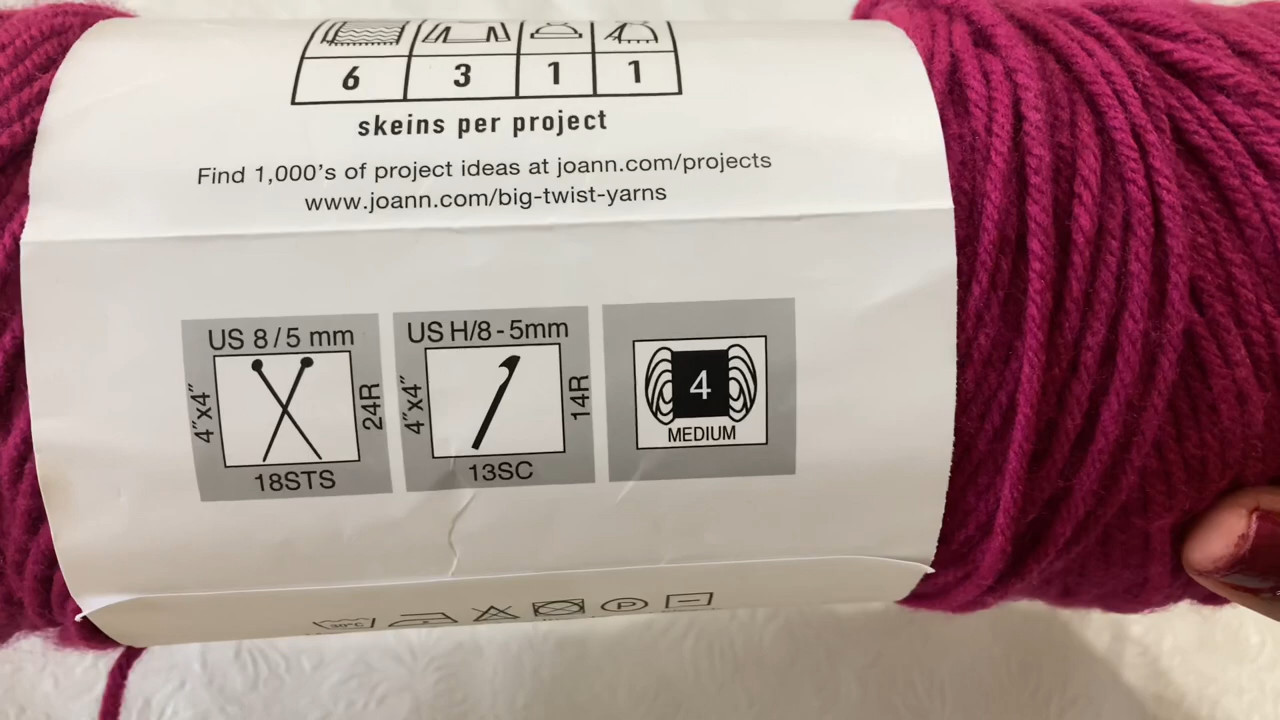 6 3 1 1
skeins per project
Find 1,000's of project ideas at joann.com/projects
www.joann.com/big-twist-yarns
US 8/5 mm
4"x4"
24R
18STS
US H/8-5mm
4"x4"
14R
13SC
4
MEDIUM
30°C
P